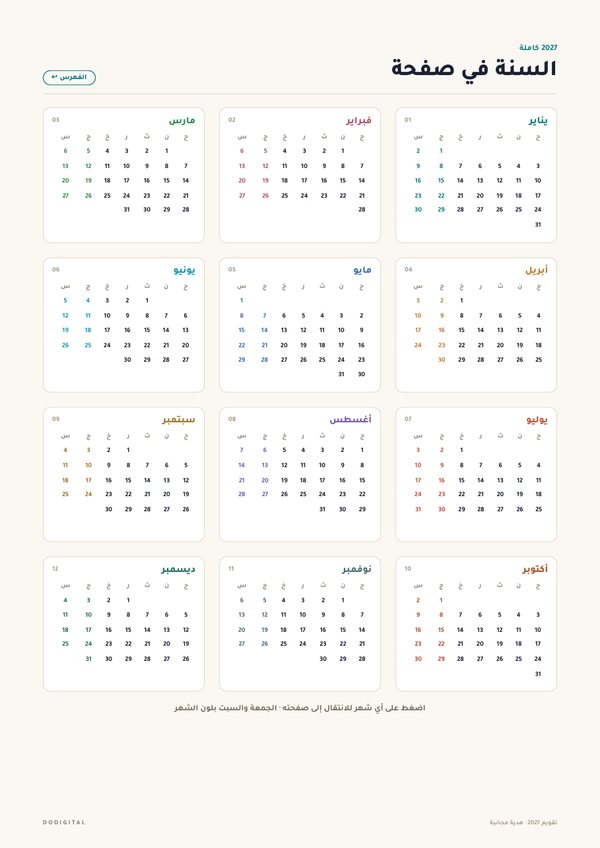 2027 كاملة
السنة في صفحة
الفهرس ↩
يناير 01
ح ن ث ر خ ج س
1 2
3 4 5 6 7 8 9
10 11 12 13 14 15 16
17 18 19 20 21 22 23
24 25 26 27 28 29 30
31
فبراير 02
ح ن ث ر خ ج س
1 2 3 4 5 6
7 8 9 10 11 12 13
14 15 16 17 18 19 20
21 22 23 24 25 26 27
28
مارس 03
ح ن ث ر خ ج س
1 2 3 4 5 6
7 8 9 10 11 12 13
14 15 16 17 18 19 20
21 22 23 24 25 26 27
28 29 30 31
أبريل 04
ح ن ث ر خ ج س
1 2 3
4 5 6 7 8 9 10
11 12 13 14 15 16 17
18 19 20 21 22 23 24
25 26 27 28 29 30
مايو 05
ح ن ث ر خ ج س
1
2 3 4 5 6 7 8
9 10 11 12 13 14 15
16 17 18 19 20 21 22
23 24 25 26 27 28 29
30 31
يونيو 06
ح ن ث ر خ ج س
1 2 3 4 5
6 7 8 9 10 11 12
13 14 15 16 17 18 19
20 21 22 23 24 25 26
27 28 29 30
يوليو 07
ح ن ث ر خ ج س
1 2 3
4 5 6 7 8 9 10
11 12 13 14 15 16 17
18 19 20 21 22 23 24
25 26 27 28 29 30 31
أغسطس 08
ح ن ث ر خ ج س
1 2 3 4 5 6 7
8 9 10 11 12 13 14
15 16 17 18 19 20 21
22 23 24 25 26 27 28
29 30 31
سبتمبر 09
ح ن ث ر خ ج س
1 2 3 4
5 6 7 8 9 10 11
12 13 14 15 16 17 18
19 20 21 22 23 24 25
26 27 28 29 30
أكتوبر 10
ح ن ث ر خ ج س
1 2
3 4 5 6 7 8 9
10 11 12 13 14 15 16
17 18 19 20 21 22 23
24 25 26 27 28 29 30
31
نوفمبر 11
ح ن ث ر خ ج س
1 2 3 4 5 6
7 8 9 10 11 12 13
14 15 16 17 18 19 20
21 22 23 24 25 26 27
28 29 30
ديسمبر 12
ح ن ث ر خ ج س
1 2 3 4
5 6 7 8 9 10 11
12 13 14 15 16 17 18
19 20 21 22 23 24 25
26 27 28 29 30 31
اضغط على أي شهر للانتقال إلى صفحته · الجمعة والسبت بلون الشهر
تقويم 2027 · هدية مجانية
DODIGITAL